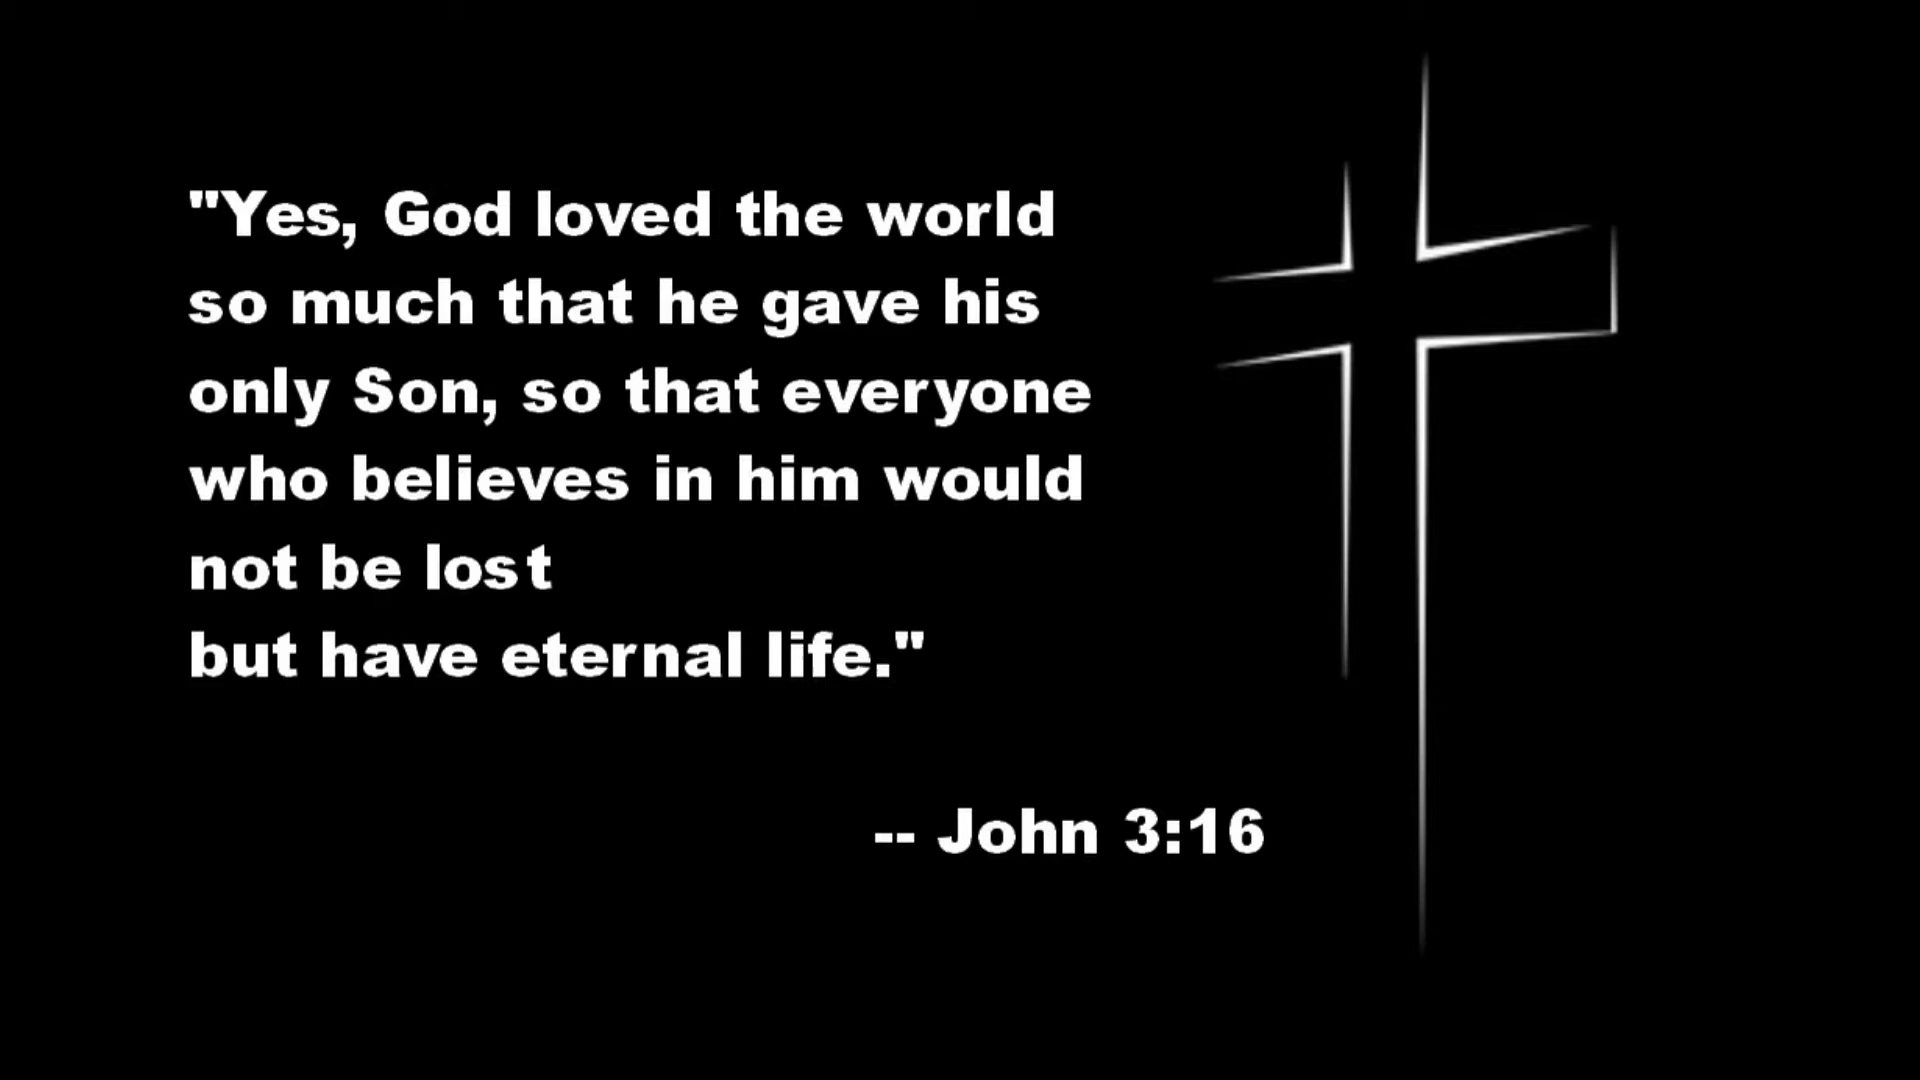 "Yes, God loved the world
so much that he gave his
only Son, so that everyone
who believes in him would
not be lost
but have eternal life."
-- John 3:16